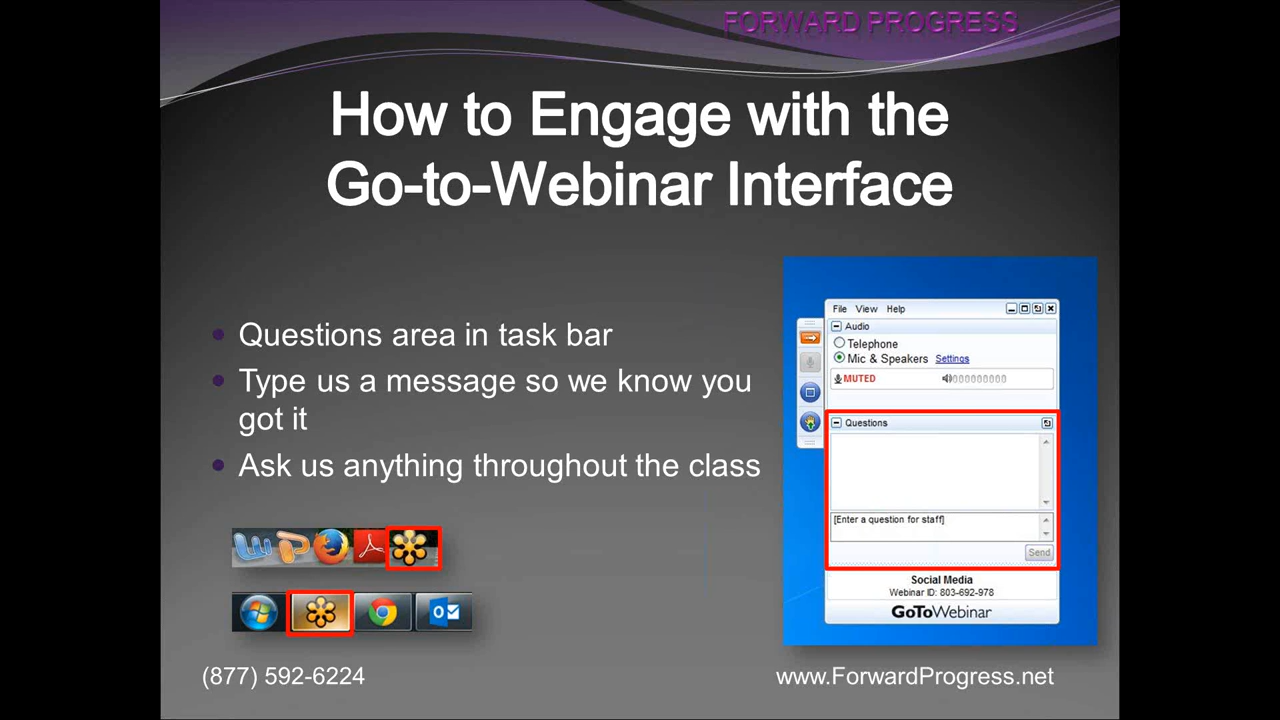 FORWARD PROGRESS
How to Engage with the
Go-to-Webinar Interface
Questions area in task bar
Type us a message so we know you
got it
Ask us anything throughout the class
File View Help
Audio
Telephone
Mic & Speakers Settings
MUTED
Questions
[Enter a question for staff]
Send
Social Media
Webinar ID: 803-692-978
GoToWebinar
(877) 592-6224
www.ForwardProgress.net